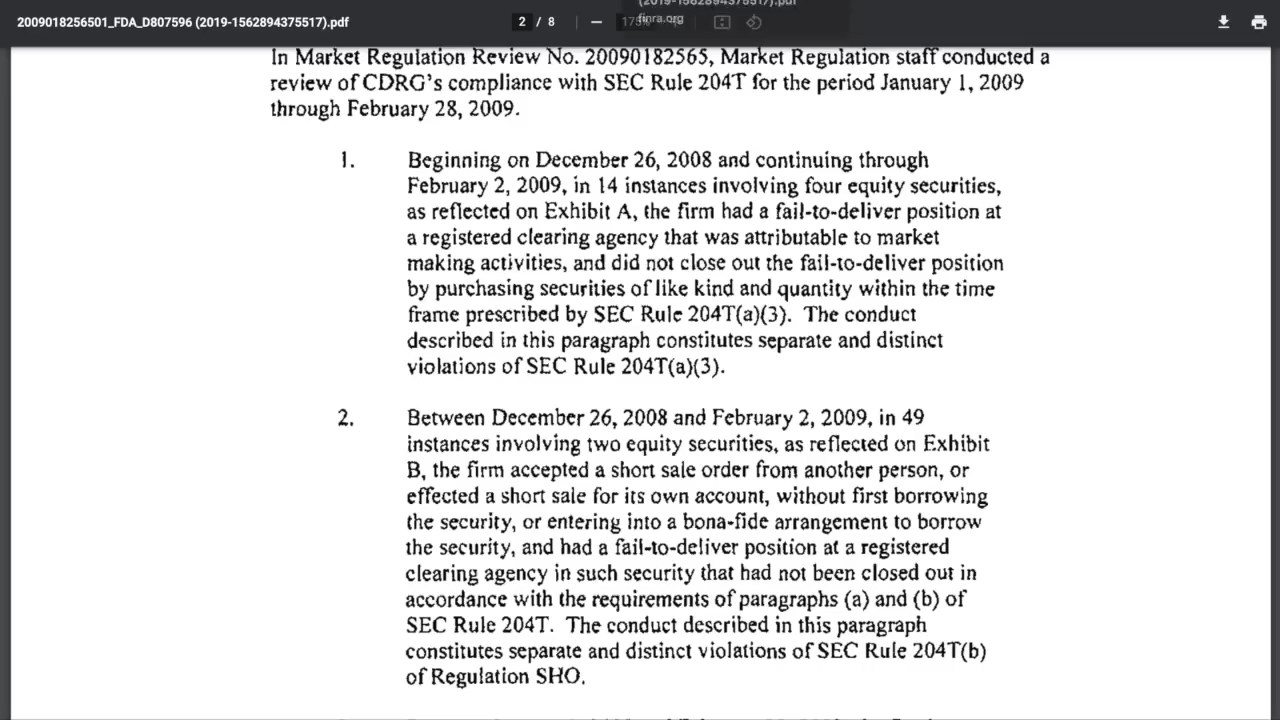 (2019-1562894375517).pdf
2009018256501_FDA_D807596 (2019-1562894375517).pdf 2 / 8 finra.org
In Market Regulation Review No. 20090182565, Market Regulation staff conducted a
review of CDRG's compliance with SEC Rule 204T for the period January 1, 2009
through February 28, 2009.
1. Beginning on December 26, 2008 and continuing through
February 2, 2009, in 14 instances involving four equity securities,
as reflected on Exhibit A, the firm had a fail-to-deliver position at
a registered clearing agency that was attributable to market
making activities, and did not close out the fail-to-deliver position
by purchasing securities of like kind and quantity within the time
frame prescribed by SEC Rule 204T(a)(3). The conduct
described in this paragraph constitutes separate and distinct
violations of SEC Rule 204T(a)(3).
2. Between December 26, 2008 and February 2, 2009, in 49
instances involving two equity securities, as reflected on Exhibit
B, the firm accepted a short sale order from another person, or
effected a short sale for its own account, without first borrowing
the security, or entering into a bona-fide arrangement to borrow
the security, and had a fail-to-deliver position at a registered
clearing agency in such security that had not been closed out in
accordance with the requirements of paragraphs (a) and (b) of
SEC Rule 204T. The conduct described in this paragraph
constitutes separate and distinct violations of SEC Rule 204T(b)
of Regulation SHO.